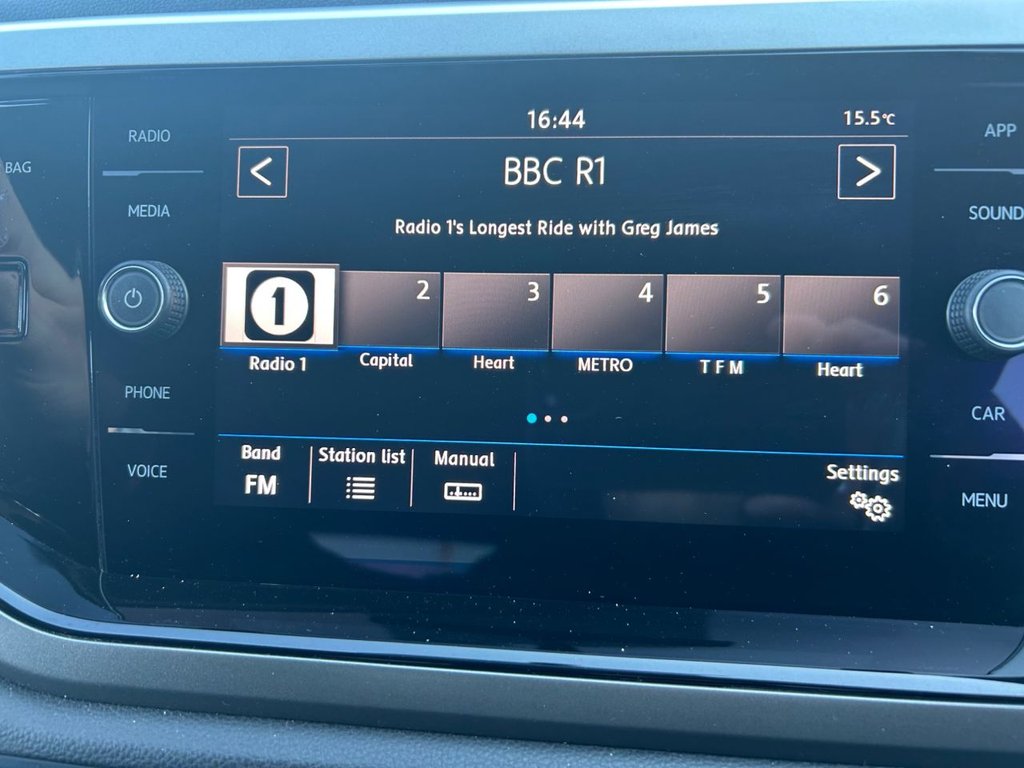 16:44
15.5°C
RADIO
APP
BAG
< BBC R1 >
MEDIA
SOUND
Radio 1's Longest Ride with Greg James
1 2 3 4 5 6
Radio 1 Capital Heart METRO T F M Heart
PHONE
CAR
Band Station list Manual
FM
Settings
VOICE
MENU